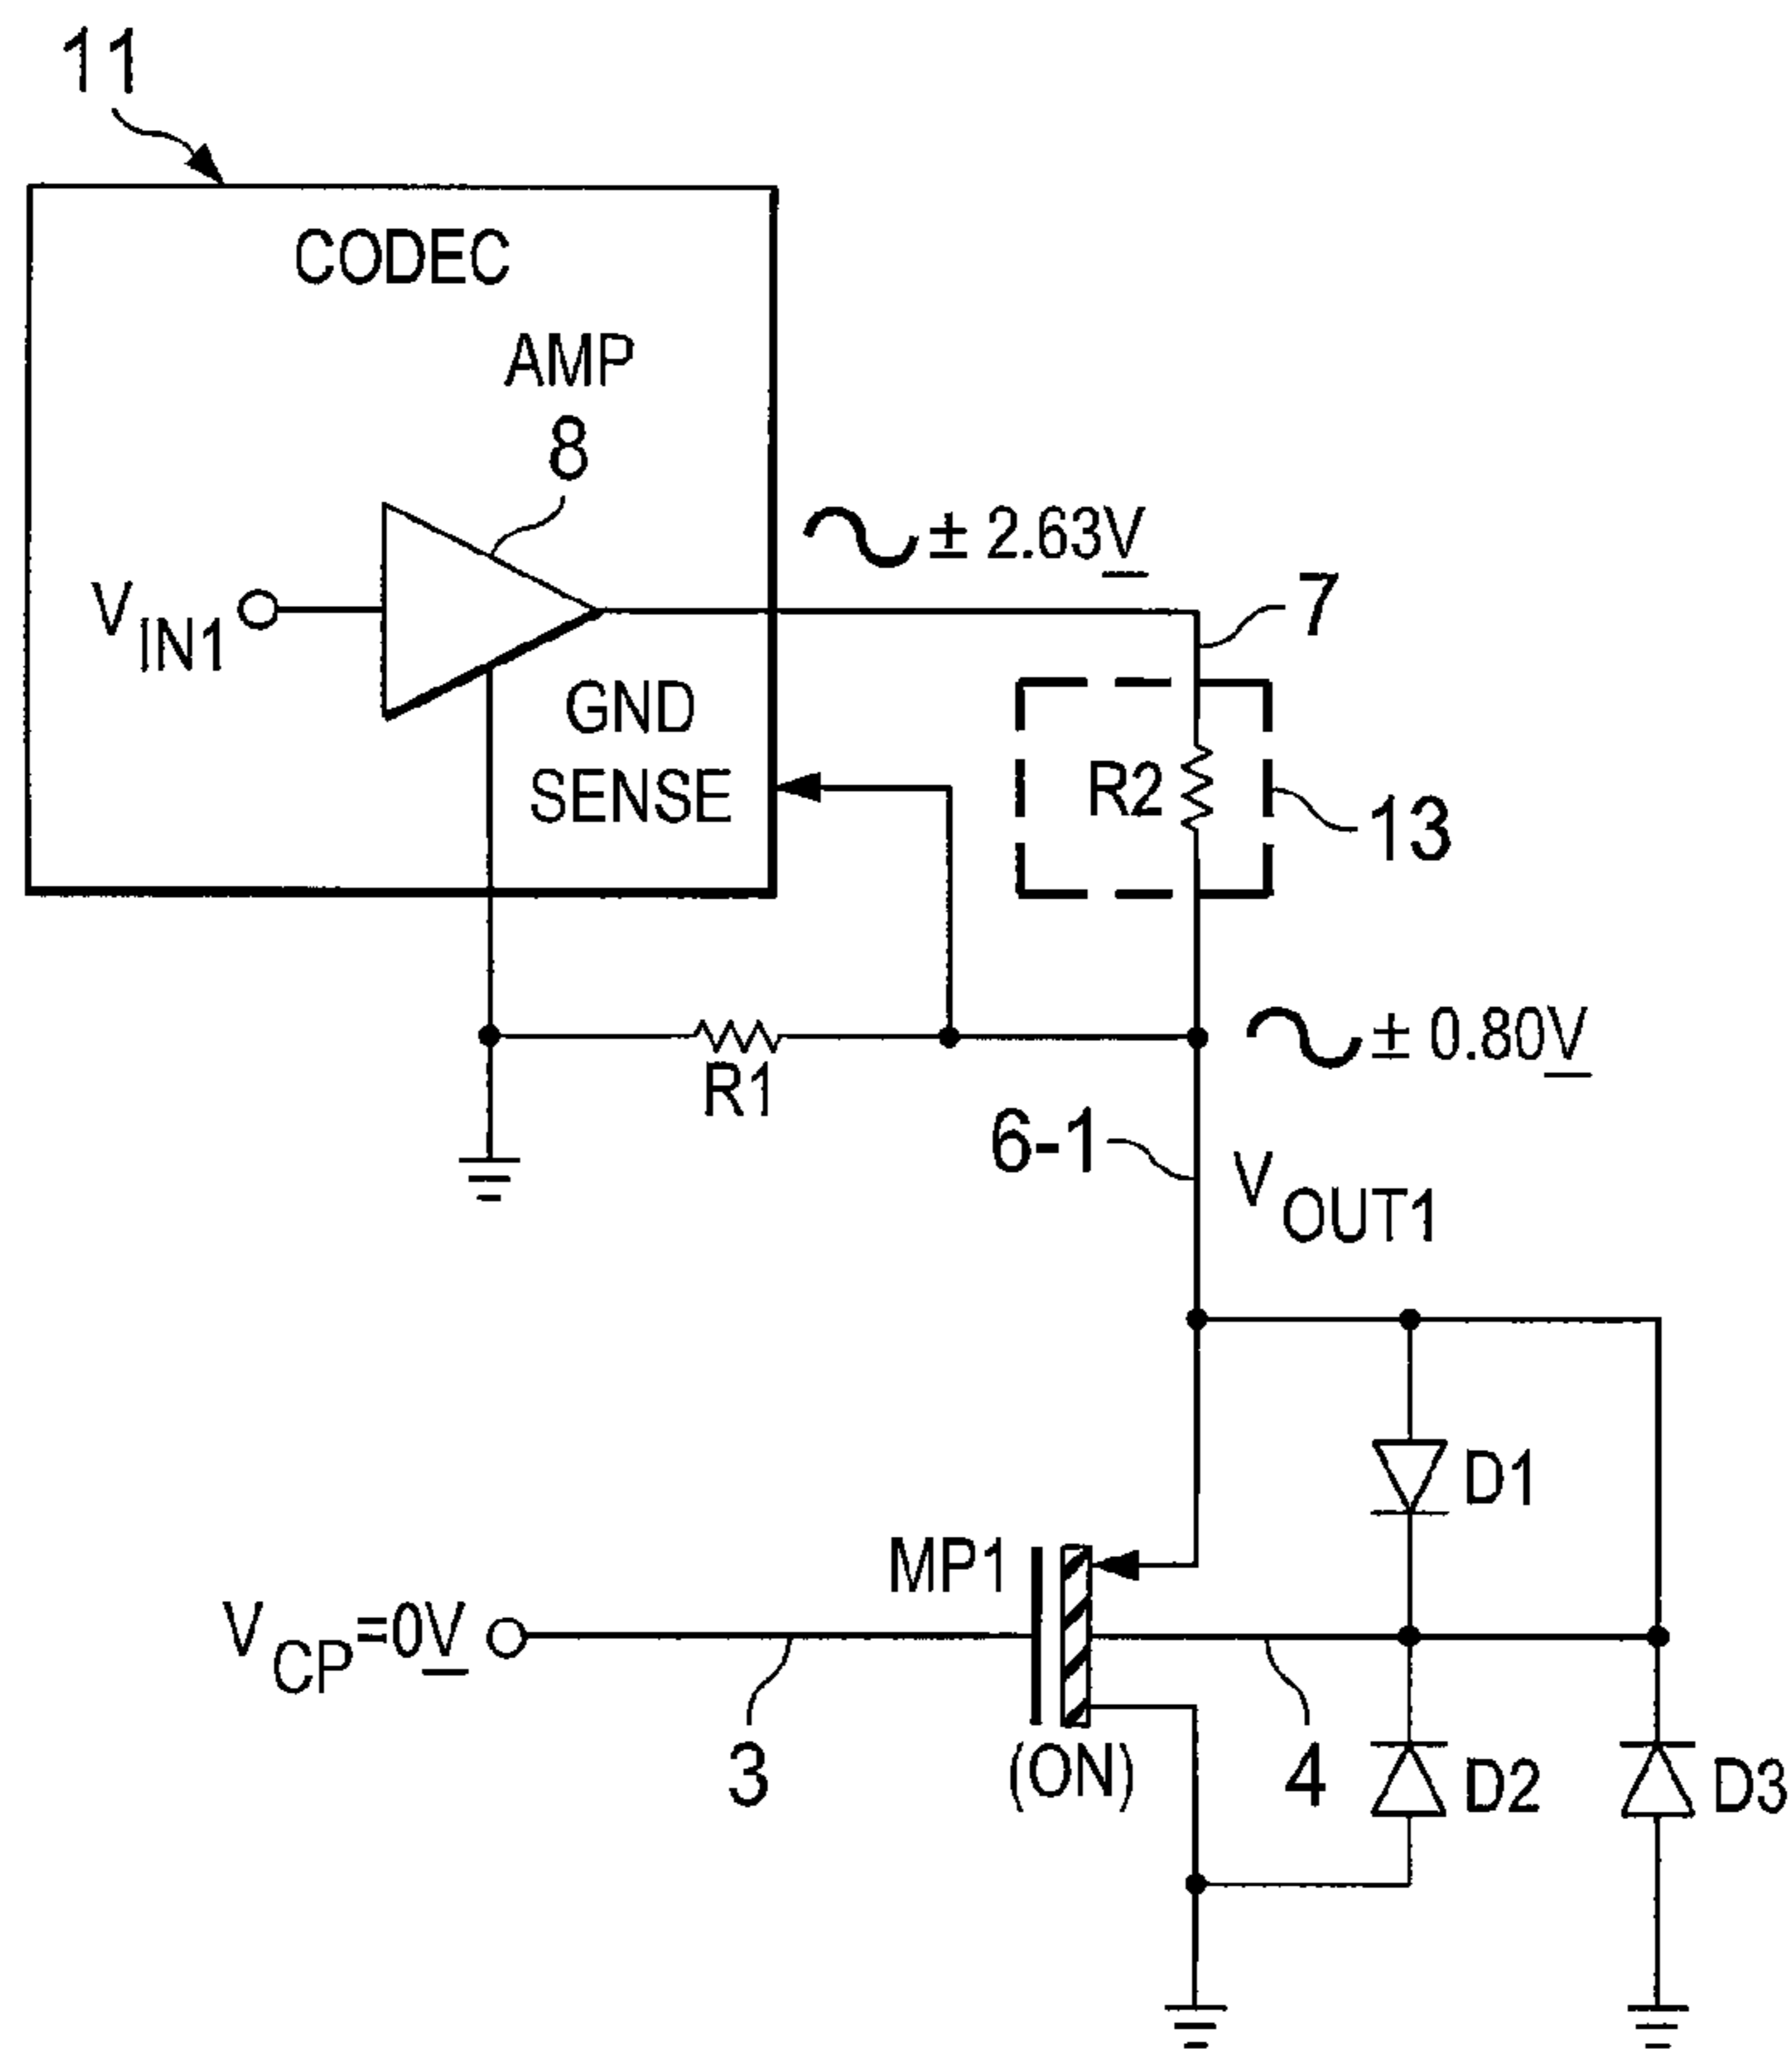 11
CODEC
AMP
8
± 2.63V
VIN1
7
GND
SENSE
R2
13
± 0.80V
R1
6-1
VOUT1
D1
MP1
VCP=0V
3
(ON)
4
D2
D3